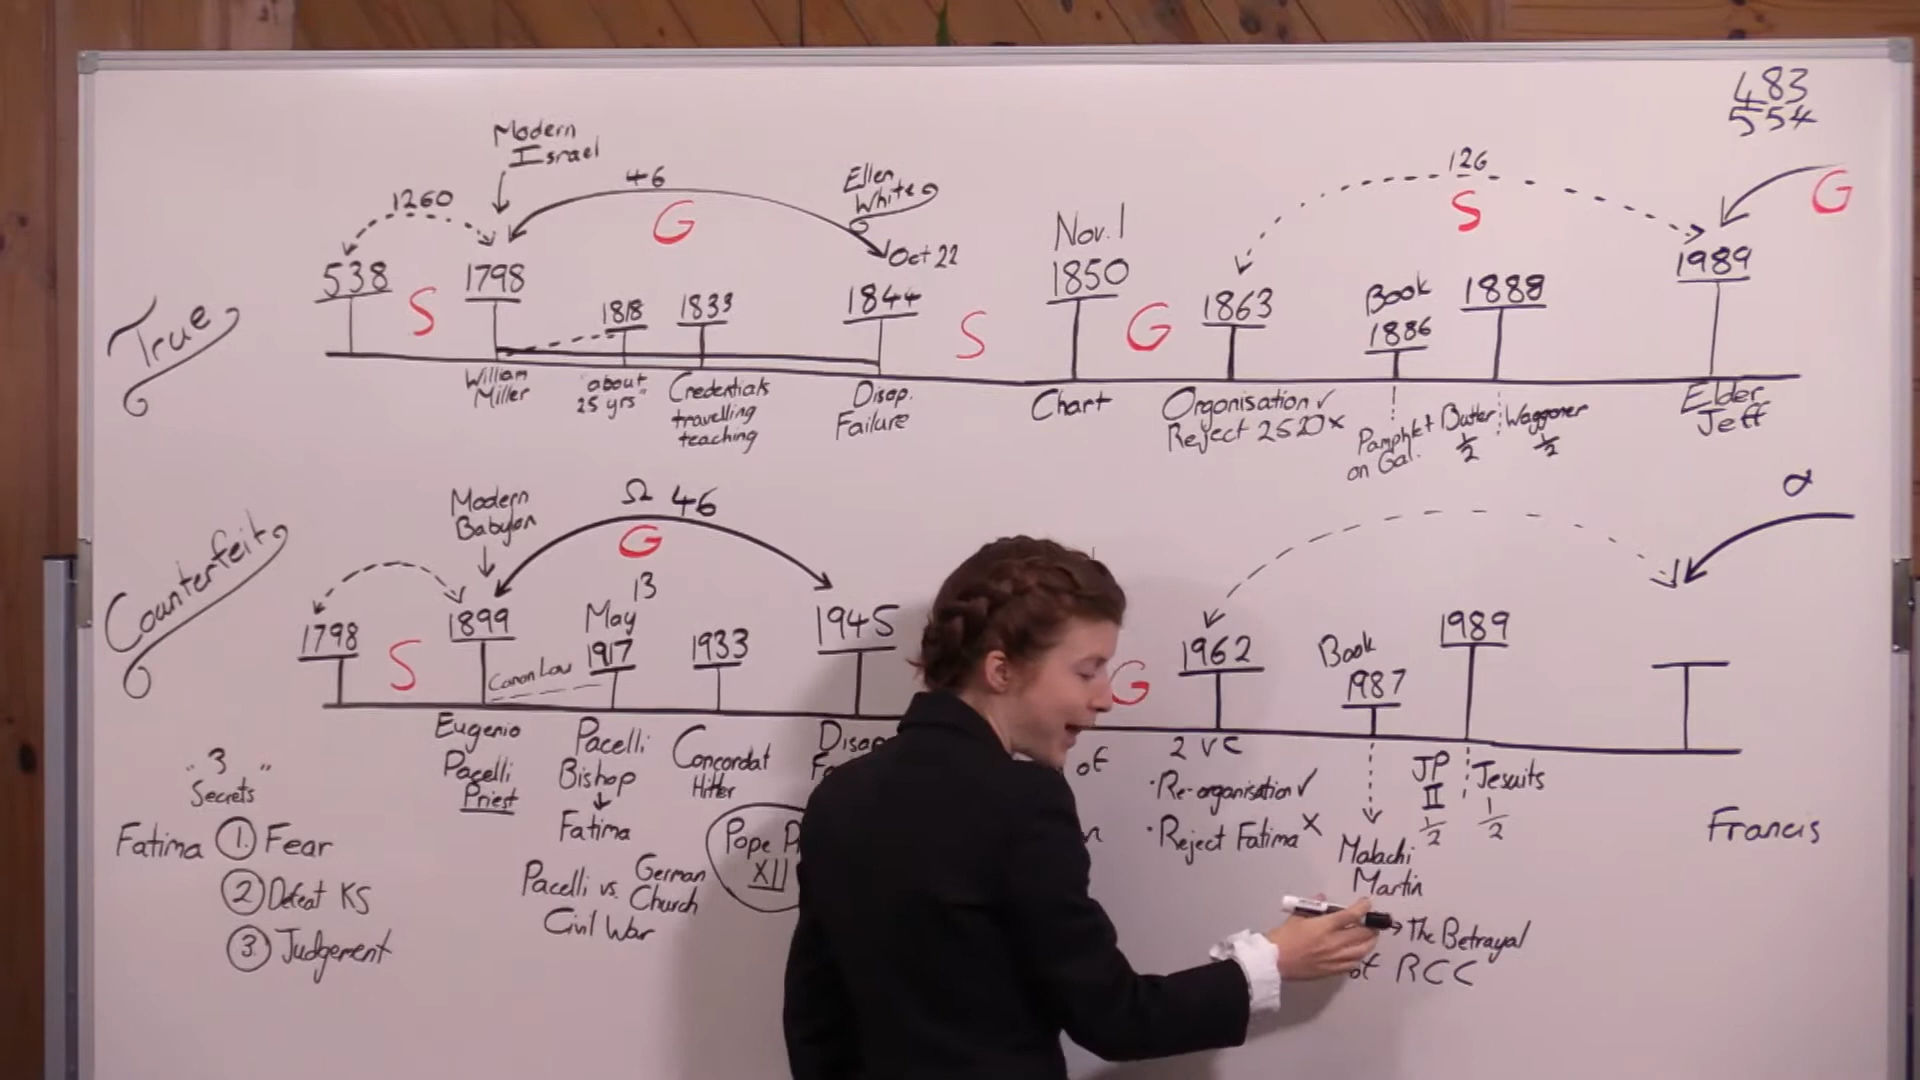 483
554
Modern
Israel
1260
46
G
Ellen
White
Oct 22
Nov. 1
126
S
G
True
538
S
1798
1818
1833
1844
S
1850
G
1863
Book
1886
1888
1989
William
Miller
"about
25 yrs"
Credentials
travelling
teaching
Disap.
Failure
Chart
Organisation ✓
Reject 2520 x
Pamphlet
on Gal.
Butler
1/2
Waggoner
1/2
Elder
Jeff
Counterfeit
Modern
Babylon
Ω 46
G
α
1798
S
1899
Canon Law
May 13
1917
1933
1945
G
1962
Book
1987
1989
Eugenio
Pacelli
Priest
Pacelli
Bishop
Fatima
Concordat
Hitler
Pacelli vs. German
Church
Civil War
Pope
XII
of
2 VC
· Re-organisation ✓
· Reject Fatima x
JP
II
1/2
Jesuits
1/2
Malachi
Martin
→ The Betrayal
of RCC
Francis
"3
Secrets"
Fatima 1. Fear
2 Defeat KS
3. Judgement